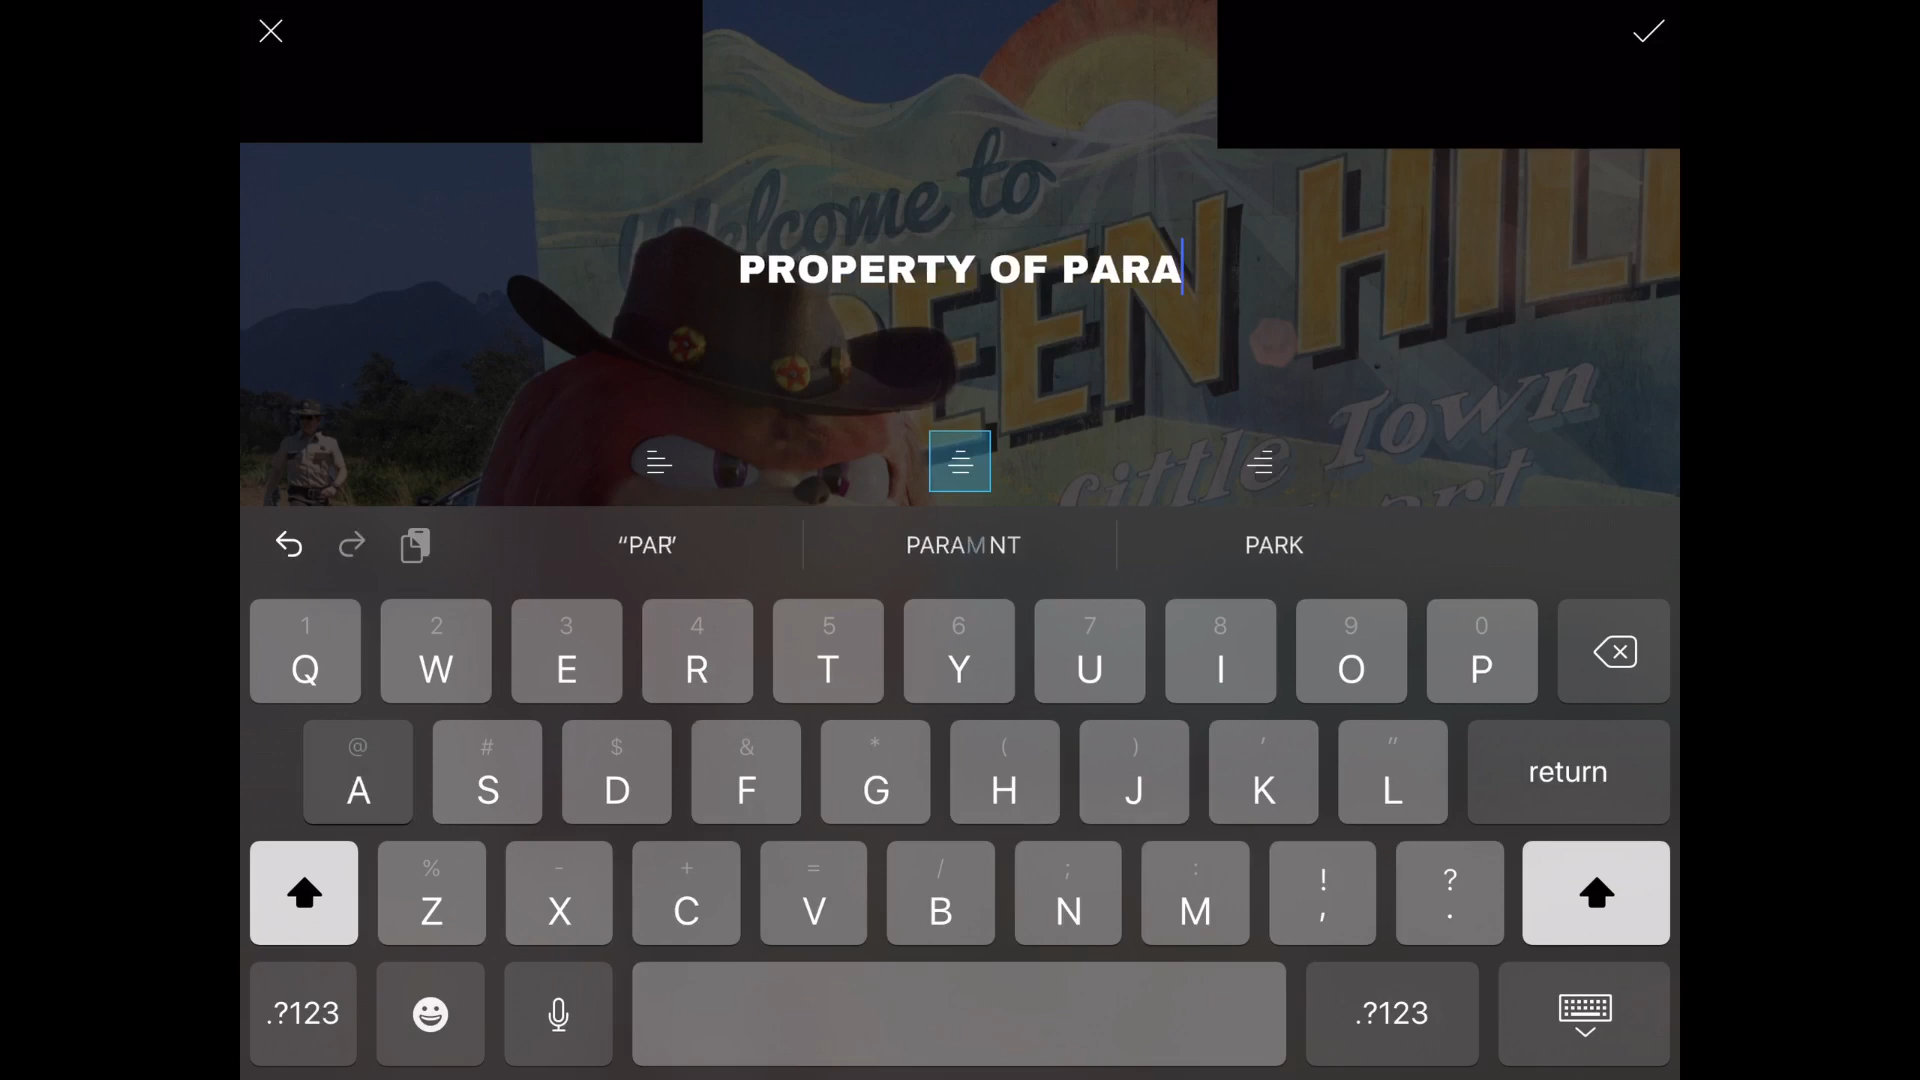 Welcome to
PROPERTY OF PARA
GREEN HILL
Little Town
“PAR” PARAMNT PARK
1 2 3 4 5 6 7 8 9 0
Q W E R T Y U I O P
@ # $ & * ( ) ' "
A S D F G H J K L return
% - + = / ; : ! ?
Z X C V B N M , .
.?123 .?123